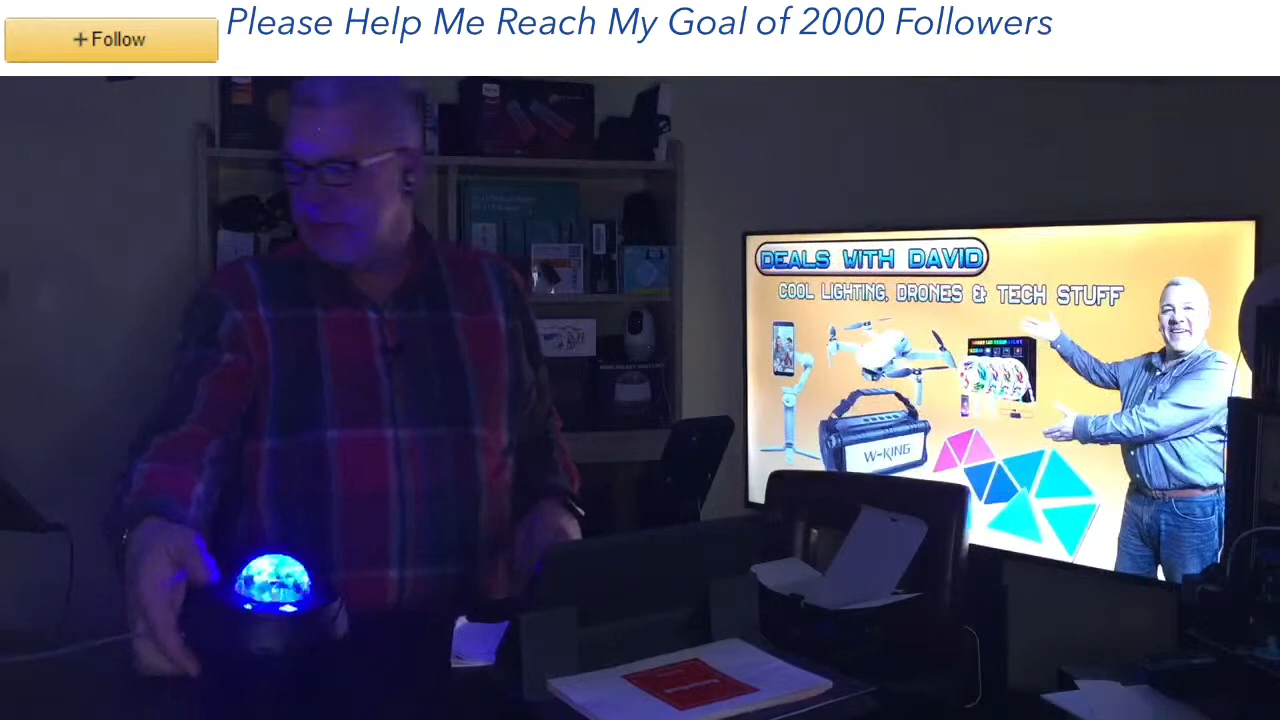 Please Help Me Reach My Goal of 2000 Followers
+Follow
DEALS WITH DAVID
COOL LIGHTING, DRONES & TECH STUFF
W-KING